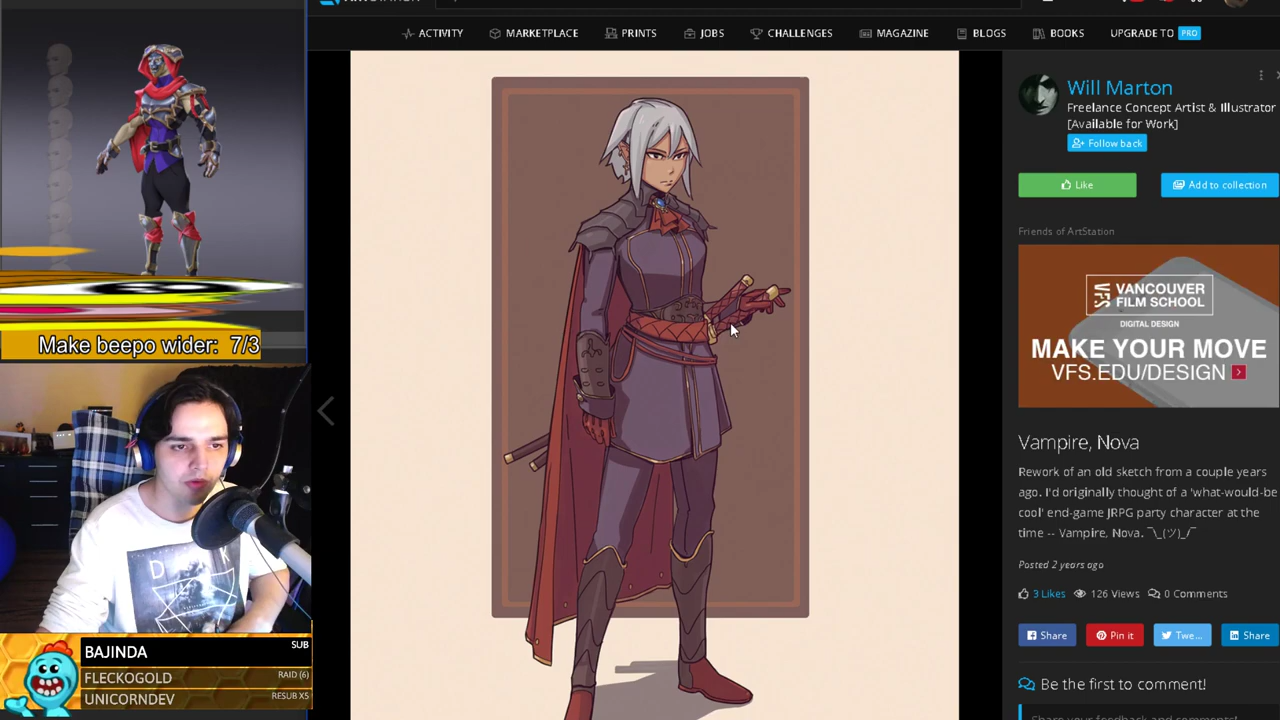 ACTIVITY
MARKETPLACE
PRINTS
JOBS
CHALLENGES
MAGAZINE
BLOGS
BOOKS
UPGRADE TO PRO
Will Marton
Freelance Concept Artist & Illustrator
[Available for Work]
Follow back
Like
Add to collection
Friends of ArtStation
VFS VANCOUVER
FILM SCHOOL
DIGITAL DESIGN
MAKE YOUR MOVE
VFS.EDU/DESIGN
Vampire, Nova
Rework of an old sketch from a couple years
ago. I'd originally thought of a 'what-would-be
cool' end-game JRPG party character at the
time -- Vampire, Nova. ¯\_(ツ)_/¯
Posted 2 years ago
3 Likes 126 Views 0 Comments
Share
Pin it
Twe...
Share
Be the first to comment!
Make beepo wider: 7/3
BAJINDA SUB
FLECKOGOLD RAID (6)
UNICORNDEV RESUB X5